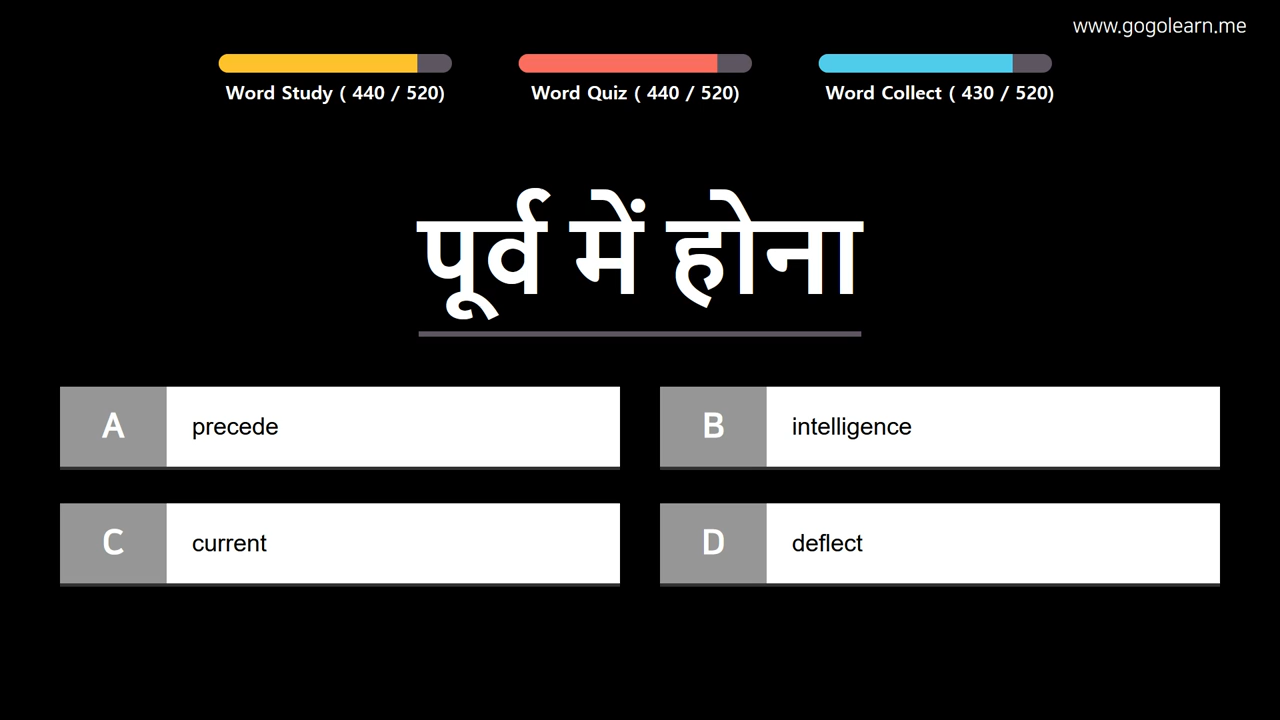 www.gogolearn.me
Word Study ( 440 / 520)
Word Quiz ( 440 / 520)
Word Collect ( 430 / 520)
पूर्व में होना
A precede
B intelligence
C current
D deflect